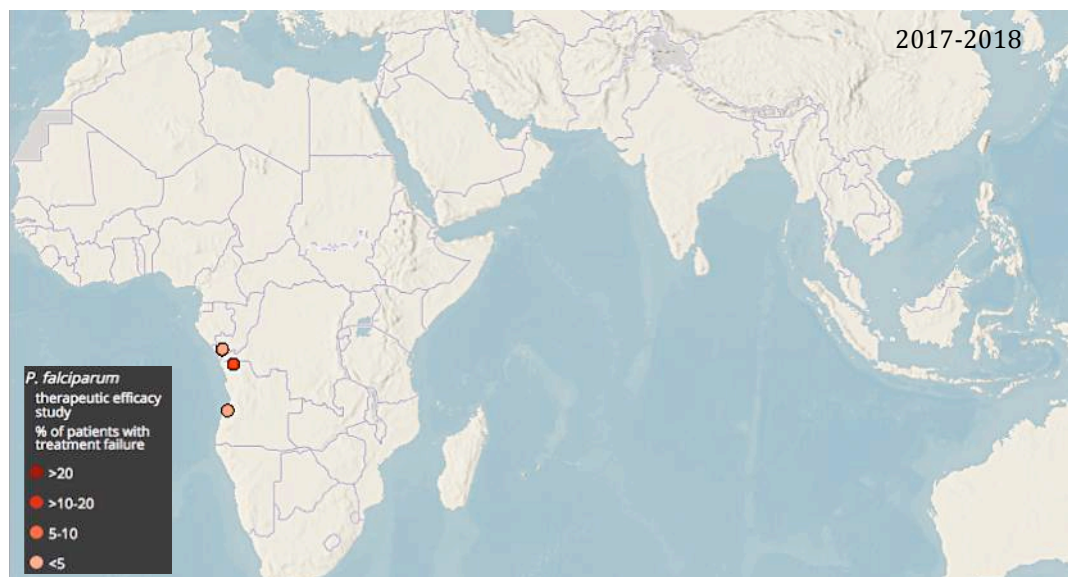 2017-2018
P. falciparum
therapeutic efficacy
study
% of patients with
treatment failure
>20
>10-20
5-10
<5